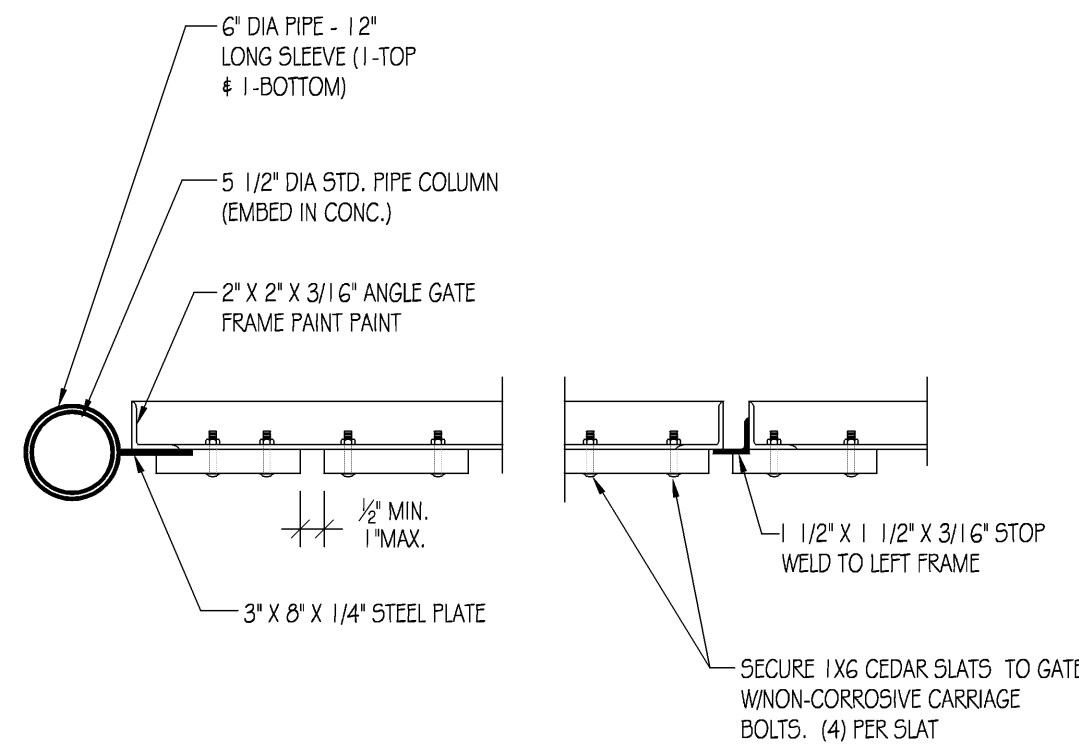 6" DIA PIPE - 12"
LONG SLEEVE (1-TOP
& 1-BOTTOM)
5 1/2" DIA STD. PIPE COLUMN
(EMBED IN CONC.)
2" X 2" X 3/16" ANGLE GATE
FRAME PAINT PAINT
1/2" MIN.
1"MAX.
1 1/2" X 1 1/2" X 3/16" STOP
WELD TO LEFT FRAME
3" X 8" X 1/4" STEEL PLATE
SECURE 1X6 CEDAR SLATS TO GATE
W/NON-CORROSIVE CARRIAGE
BOLTS. (4) PER SLAT